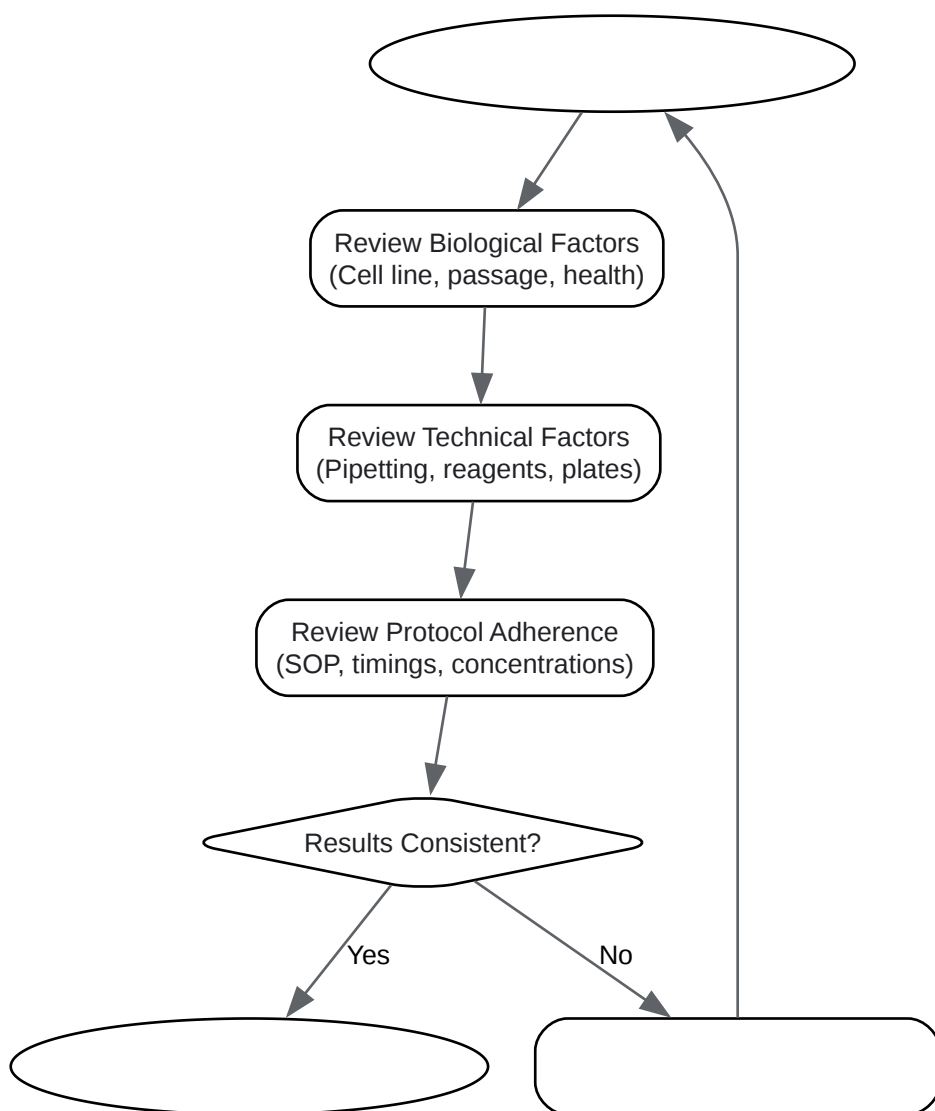 Review Biological Factors
(Cell line, passage, health)
Review Technical Factors
(Pipetting, reagents, plates)
Review Protocol Adherence
(SOP, timings, concentrations)
Results Consistent?
Yes
No